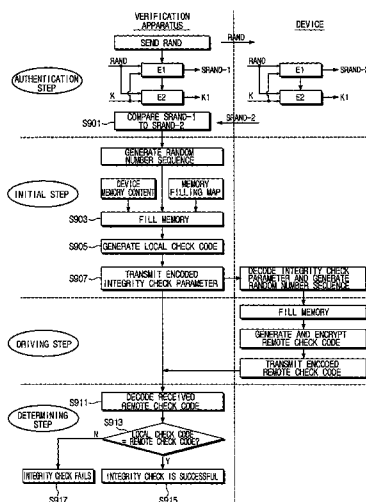 VERIFICATION
APPARATUS
DEVICE
SEND RAND
RAND
RAND
E1
SRAND-1
RAND
E1
SRAND-2
AUTHENTICATION
STEP
K
E2
K1
K
E2
K1
S901
COMPARE SRAND-1
TO SRAND-2
SRAND-2
GENERATE RANDOM
NUMBER SEQUENCE
INITIAL STEP
DEVICE
MEMORY CONTENT
MEMORY
FILLING MAP
S903
FILL MEMORY
S905
GENERATE LOCAL CHECK CODE
S907
TRANSMIT ENCODED
INTEGRITY CHECK PARAMETER
DECODE INTEGRITY CHECK
PARAMETER AND GENERATE
RANDOM NUMBER SEQUENCE
FILL MEMORY
DRIVING STEP
GENERATE AND ENCRYPT
REMOTE CHECK CODE
TRANSMIT ENCODED
REMOTE CHECK CODE
S911
DECODE RECEIVED
REMOTE CHECK CODE
DETERMINING
STEP
S913
N
LOCAL CHECK CODE
= REMOTE CHECK CODE?
Y
INTEGRITY CHECK FAILS
INTEGRITY CHECK IS SUCCESSFUL
S917
S915